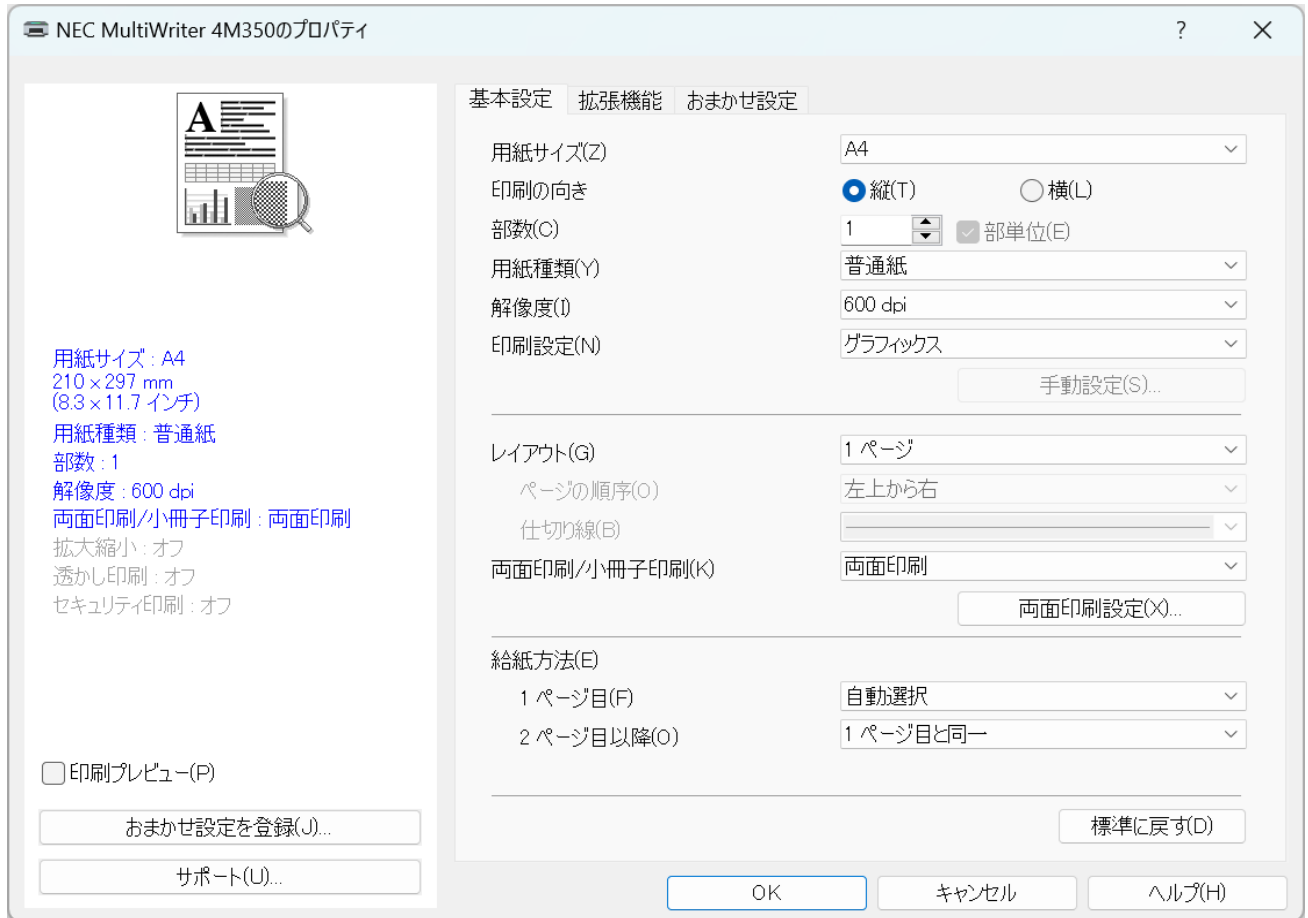 NEC MultiWriter 4M350のプロパティ
?
A
用紙サイズ : A4
210 x 297 mm
(8.3 x 11.7 インチ)
用紙種類 : 普通紙
部数 : 1
解像度 : 600 dpi
両面印刷/小冊子印刷 : 両面印刷
拡大縮小 : オフ
透かし印刷 : オフ
セキュリティ印刷 : オフ
印刷プレビュー(P)
おまかせ設定を登録(J)...
サポート(U)...
基本設定 拡張機能 おまかせ設定
用紙サイズ(Z) A4
印刷の向き 縦(T) 横(L)
部数(C) 1 部単位(E)
用紙種類(Y) 普通紙
解像度(I) 600 dpi
印刷設定(N) グラフィックス
手動設定(S)...
レイアウト(G) 1 ページ
ページの順序(O) 左上から右
仕切り線(B)
両面印刷/小冊子印刷(K) 両面印刷
両面印刷設定(X)...
給紙方法(E)
1 ページ目(F) 自動選択
2 ページ目以降(O) 1 ページ目と同一
標準に戻す(D)
OK キャンセル ヘルプ(H)